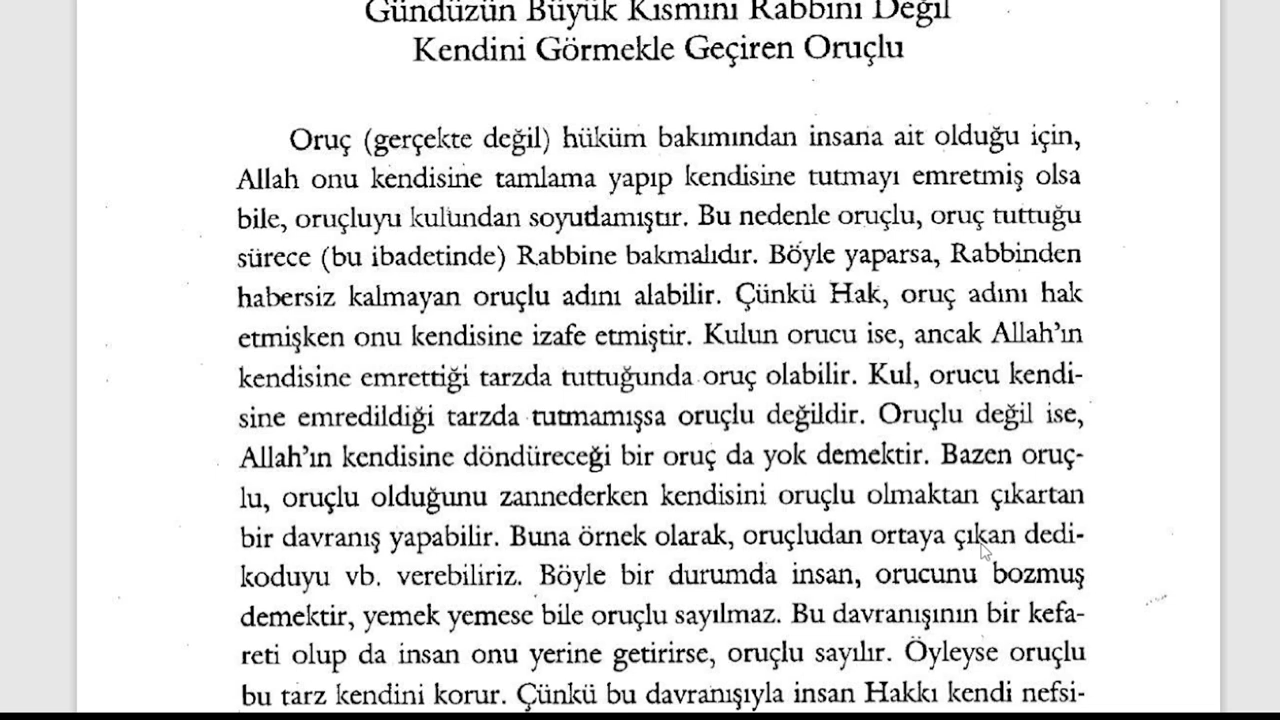 Gündüzün Büyük Kısmını Rabbini Değil
Kendini Görmekle Geçiren Oruçlu
Oruç (gerçekte değil) hüküm bakımından insana ait olduğu için,
Allah onu kendisine tamlama yapıp kendisine tutmayı emretmiş olsa
bile, oruçluyu kulundan soyutlamıştır. Bu nedenle oruçlu, oruç tuttuğu
sürece (bu ibadetinde) Rabbine bakmalıdır. Böyle yaparsa, Rabbinden
habersiz kalmayan oruçlu adını alabilir. Çünkü Hak, oruç adını hak
etmişken onu kendisine izafe etmiştir. Kulun orucu ise, ancak Allah'ın
kendisine emrettiği tarzda tuttuğunda oruç olabilir. Kul, orucu kendi-
sine emredildiği tarzda tutmamışsa oruçlu değildir. Oruçlu değil ise,
Allah'ın kendisine döndüreceği bir oruç da yok demektir. Bazen oruç-
lu, oruçlu olduğunu zannederken kendisini oruçlu olmaktan çıkartan
bir davranış yapabilir. Buna örnek olarak, oruçludan ortaya çıkan dedi-
koduyu vb. verebiliriz. Böyle bir durumda insan, orucunu bozmuş
demektir, yemek yemese bile oruçlu sayılmaz. Bu davranışının bir kefa-
reti olup da insan onu yerine getirirse, oruçlu sayılır. Öyleyse oruçlu
bu tarz kendini korur. Çünkü bu davranışıyla insan Hakkı kendi nefsi-